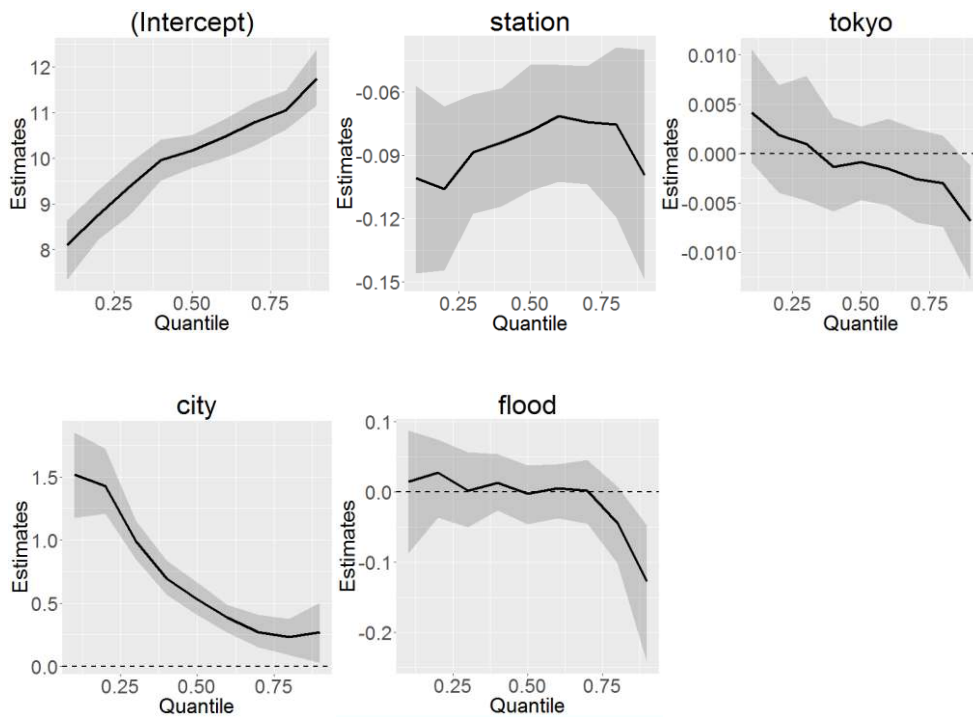 (Intercept)
station
tokyo
Estimates
12
11
10
9
8
0.25
0.50
0.75
Quantile
Estimates
-0.06
-0.09
-0.12
-0.15
0.25
0.50
0.75
Quantile
Estimates
0.010
0.005
0.000
-0.005
-0.010
0.25
0.50
0.75
Quantile
city
flood
Estimates
1.5
1.0
0.5
0.0
0.25
0.50
0.75
Quantile
Estimates
0.1
0.0
-0.1
-0.2
0.25
0.50
0.75
Quantile